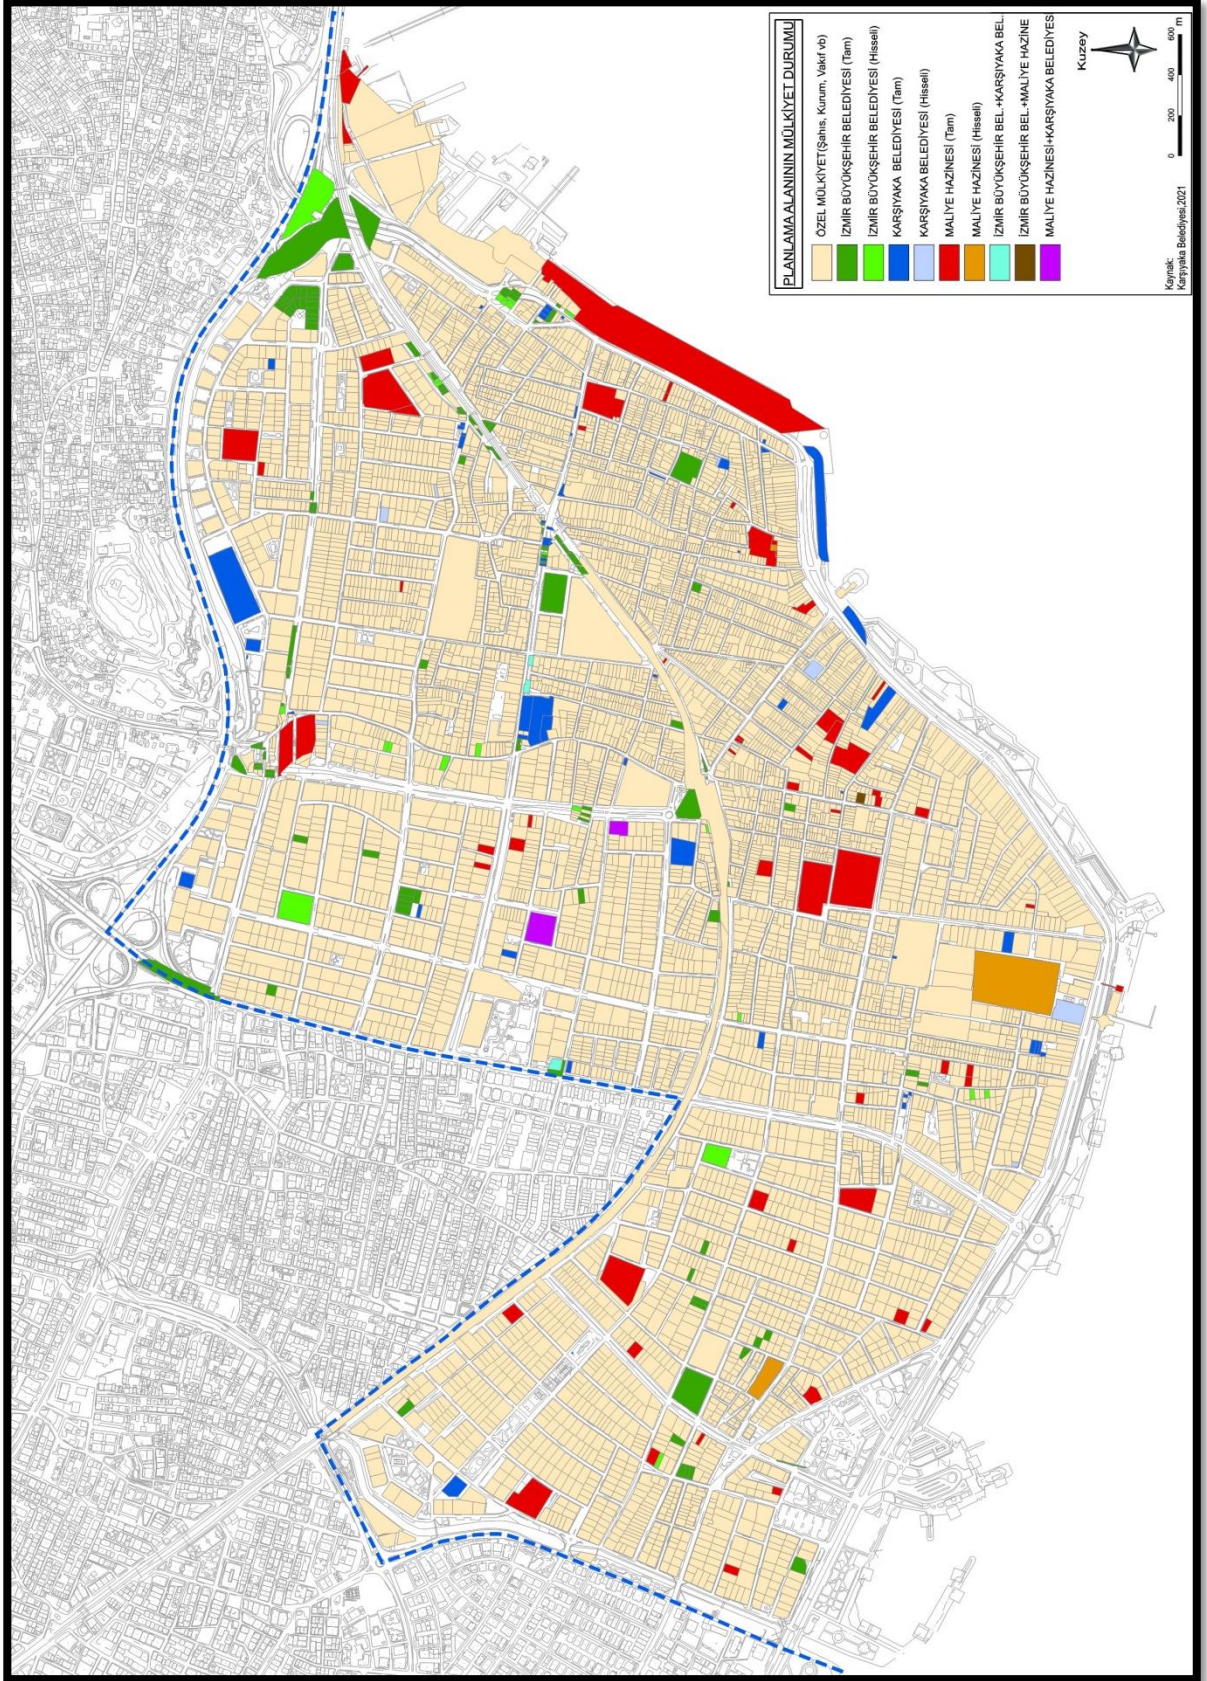 PLANLAMA ALANININ MÜLKİYET DURUMU
ÖZEL MÜLKİYET(Şahıs, Kurum, Vakıf vb)
İZMİR BÜYÜKŞEHİR BELEDİYESİ (Tam)
İZMİR BÜYÜKŞEHİR BELEDİYESİ (Hisseli)
KARŞIYAKA BELEDİYESİ (Tam)
KARŞIYAKA BELEDİYESİ (Hisseli)
MALİYE HAZİNESİ (Tam)
MALİYE HAZİNESİ (Hisseli)
İZMİR BÜYÜKŞEHİR BEL.+KARŞIYAKA BEL.
İZMİR BÜYÜKŞEHİR BEL.+MALİYE HAZİNE
MALİYE HAZİNESİ+KARŞIYAKA BELEDİYES
Kuzey
0 200 400 600 m
Kaynak:
Karşıyaka Belediyesi,2021